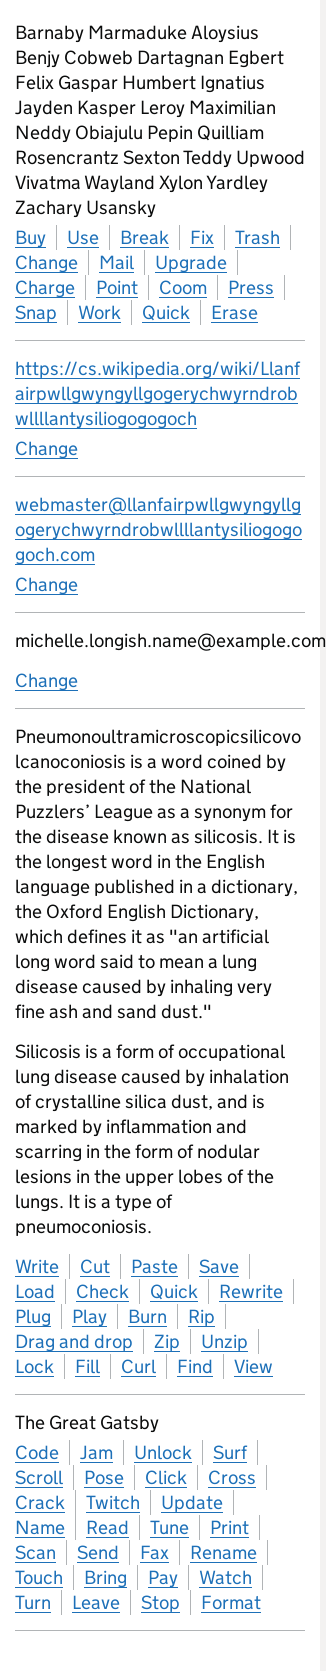 Barnaby Marmaduke Aloysius
Benjy Cobweb Dartagnan Egbert
Felix Gaspar Humbert Ignatius
Jayden Kasper Leroy Maximilian
Neddy Obiajulu Pepin Quilliam
Rosencrantz Sexton Teddy Upwood
Vivatma Wayland Xylon Yardley
Zachary Usansky
Buy Use Break Fix Trash
Change Mail Upgrade
Charge Point Coom Press
Snap Work Quick Erase
https://cs.wikipedia.org/wiki/Llanf
airpwllgwyngyllgogerychwyrndrob
wllllantysiliogogogoch
Change
webmaster@llanfairpwllgwyngyllg
ogerychwyrndrobwllllantysiliogogo
goch.com
Change
michelle.longish.name@example.com
Change
Pneumonoultramicroscopicsilicovo
lcanoconiosis is a word coined by
the president of the National
Puzzlers’ League as a synonym for
the disease known as silicosis. It is
the longest word in the English
language published in a dictionary,
the Oxford English Dictionary,
which defines it as "an artificial
long word said to mean a lung
disease caused by inhaling very
fine ash and sand dust."
Silicosis is a form of occupational
lung disease caused by inhalation
of crystalline silica dust, and is
marked by inflammation and
scarring in the form of nodular
lesions in the upper lobes of the
lungs. It is a type of
pneumoconiosis.
Write Cut Paste Save
Load Check Quick Rewrite
Plug Play Burn Rip
Drag and drop Zip Unzip
Lock Fill Curl Find View
The Great Gatsby
Code Jam Unlock Surf
Scroll Pose Click Cross
Crack Twitch Update
Name Read Tune Print
Scan Send Fax Rename
Touch Bring Pay Watch
Turn Leave Stop Format